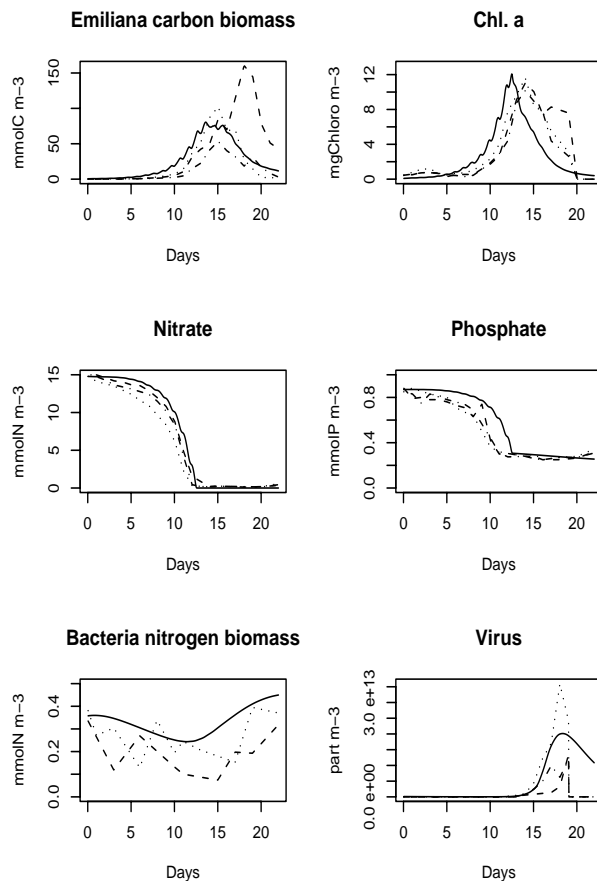 Emiliana carbon biomass
mmolC m−3
0 50 150
0 5 10 15 20
Days
Chl. a
mgChloro m−3
0 4 8 12
0 5 10 15 20
Days
Nitrate
mmolN m−3
0 5 10 15
0 5 10 15 20
Days
Phosphate
mmolP m−3
0.0 0.4 0.8
0 5 10 15 20
Days
Bacteria nitrogen biomass
mmolN m−3
0.0 0.2 0.4
0 5 10 15 20
Days
Virus
part m−3
0.0 e+00 3.0 e+13
0 5 10 15 20
Days